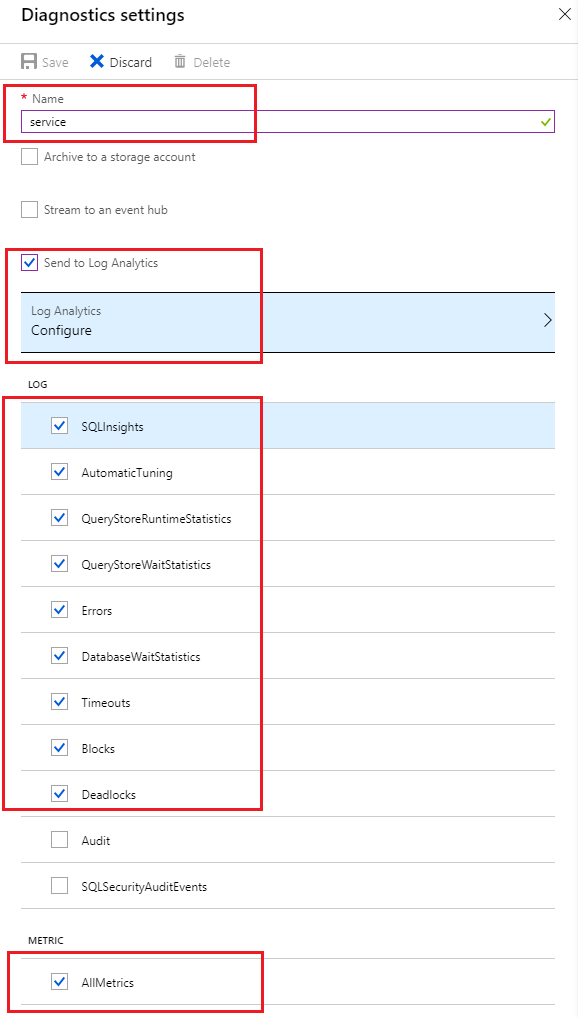 Diagnostics settings
Save Discard Delete
* Name
service
Archive to a storage account
Stream to an event hub
Send to Log Analytics
Log Analytics
Configure
LOG
SQLInsights
AutomaticTuning
QueryStoreRuntimeStatistics
QueryStoreWaitStatistics
Errors
DatabaseWaitStatistics
Timeouts
Blocks
Deadlocks
Audit
SQLSecurityAuditEvents
METRIC
AllMetrics